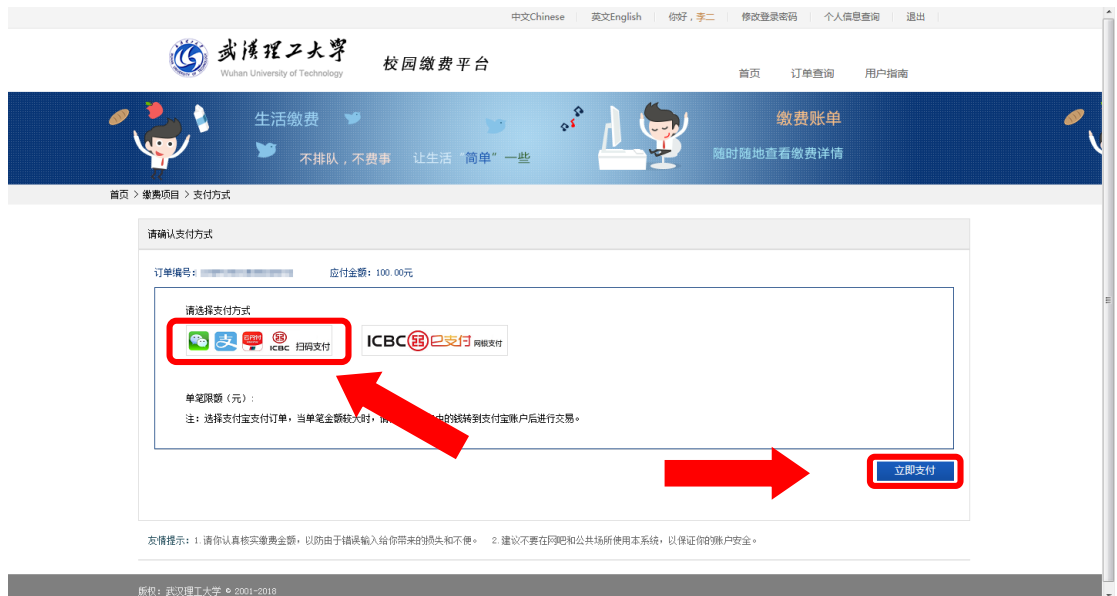 中文Chinese 英文English 你好，李二 修改登录密码 个人信息查询 退出
武漢理工大學 校园缴费平台
Wuhan University of Technology
首页 订单查询 用户指南
生活缴费 缴费账单
不排队，不费事 让生活“简单”一些 随时随地查看缴费详情
首页 > 缴费项目 > 支付方式
请确认支付方式
订单编号： 应付金额：100.00元
请选择支付方式
支 ICBC 扫码支付 ICBC 已支付 网银支付
单笔限额（元）：
注：选择支付宝支付订单，当单笔金额较大时，请 中的钱转到支付宝账户后进行交易。
立即支付
友情提示：1.请你认真核实缴费金额，以防由于错误输入给你带来的损失和不便。 2.建议不要在网吧和公共场所使用本系统，以保证你的账户安全。
版权：武汉理工大学 © 2001-2018